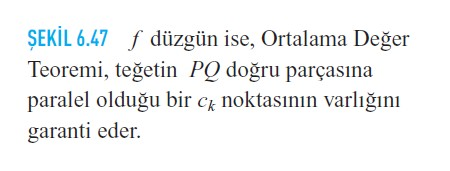 ŞEKİL 6.47 f düzgün ise, Ortalama Değer
Teoremi, teğetin PQ doğru parçasına
paralel olduğu bir cₖ noktasının varlığını
garanti eder.